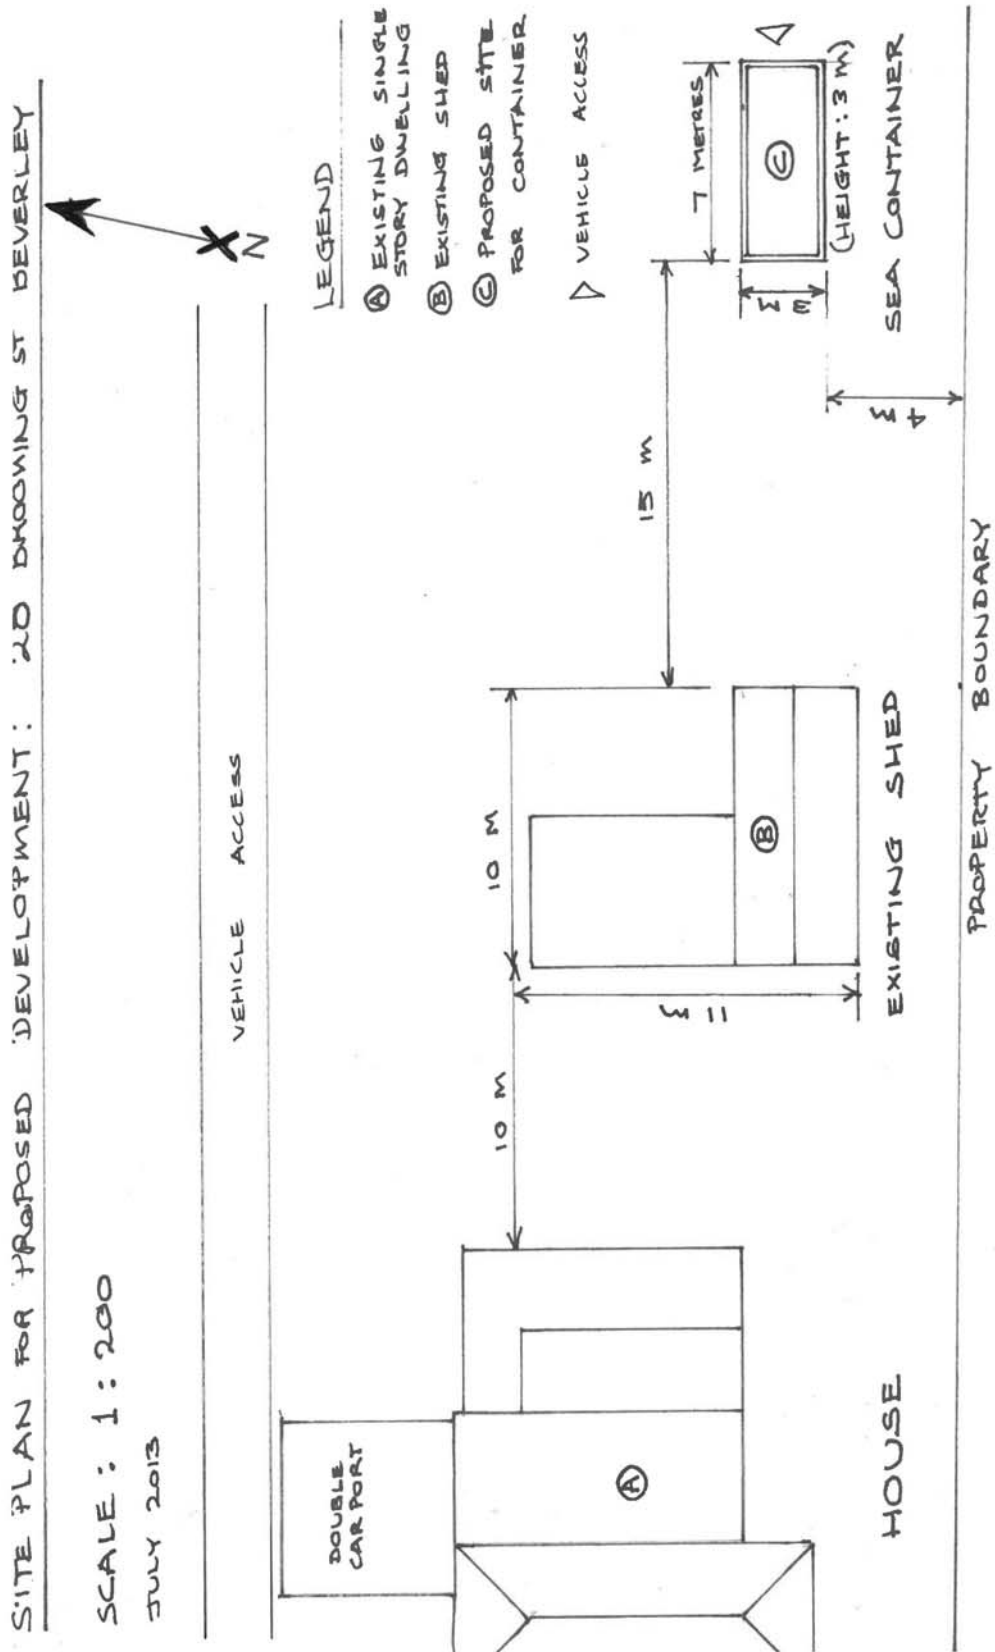 SITE PLAN FOR PROPOSED DEVELOPMENT: 20 BROOKING ST BEVERLEY
SCALE: 1:200
JULY 2013
N
VEHICLE ACCESS
LEGEND
Ⓐ EXISTING SINGLE
STORY DWELLING
Ⓑ EXISTING SHED
Ⓒ PROPOSED SITE
FOR CONTAINER
▷ VEHICLE ACCESS
DOUBLE
CAR PORT
Ⓐ
HOUSE
10 M
10 M
11 M
Ⓑ
EXISTING SHED
15 M
7 METRES
3 M
Ⓒ
(HEIGHT: 3 M)
SEA CONTAINER
4 M
PROPERTY BOUNDARY